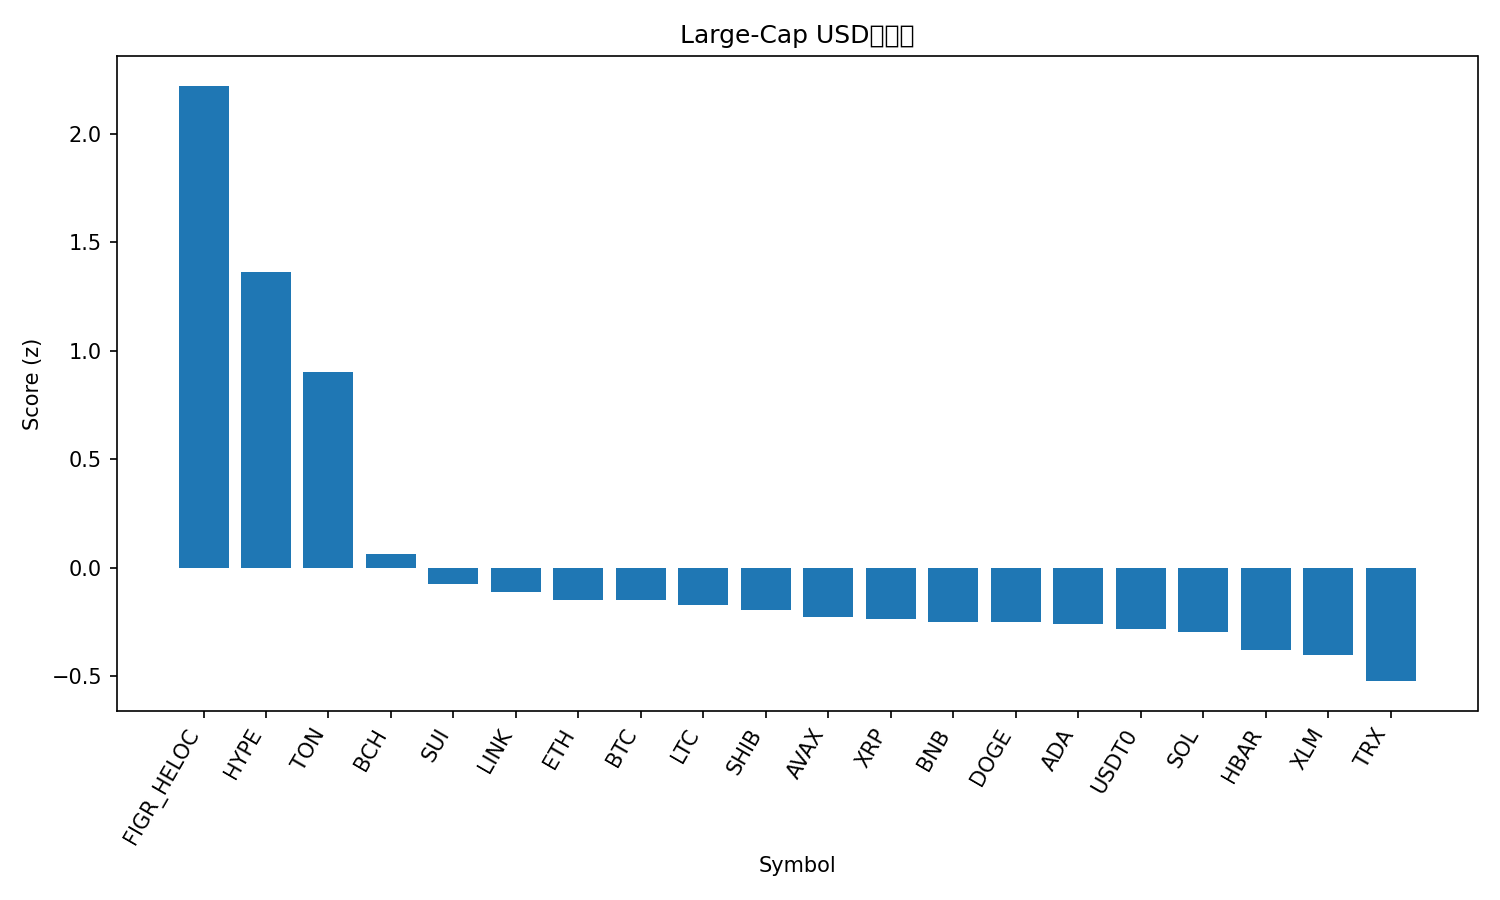 Large-Cap USD
Score (z)
2.0
1.5
1.0
0.5
0.0
−0.5
FIGR_HELOC
HYPE
TON
BCH
SUI
LINK
ETH
BTC
LTC
SHIB
AVAX
XRP
BNB
DOGE
ADA
USDT0
SOL
HBAR
XLM
TRX
Symbol